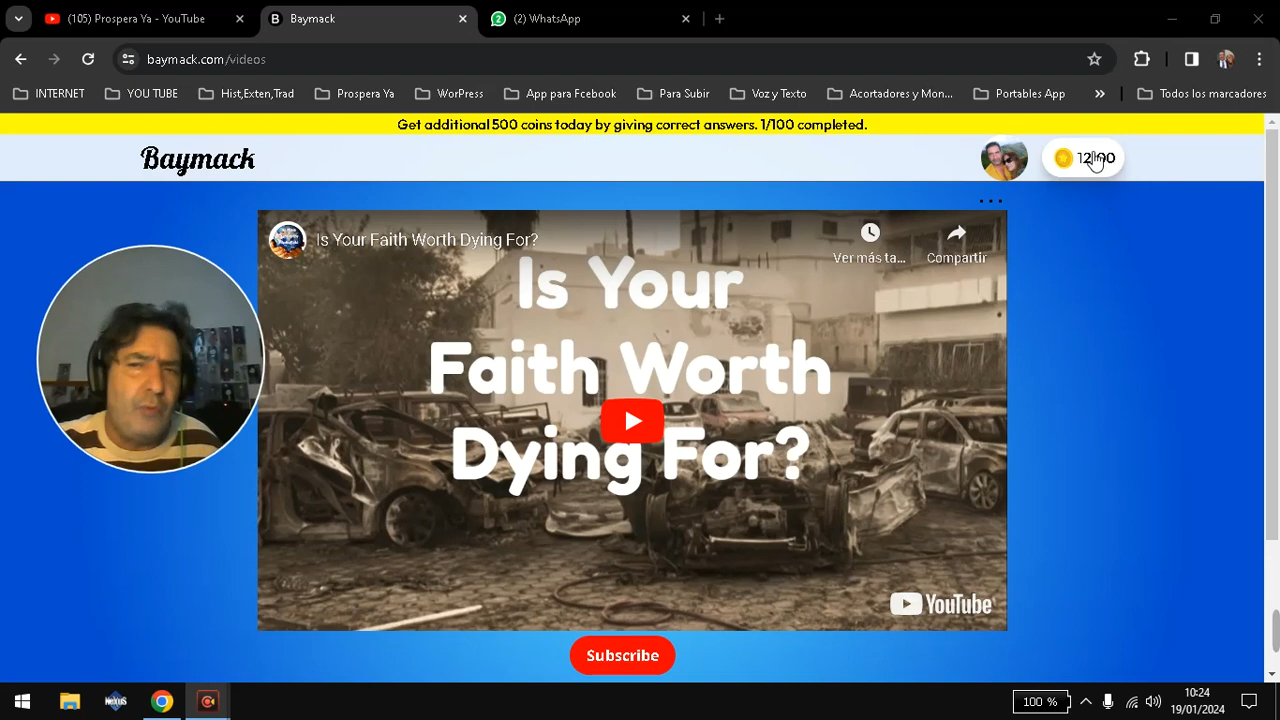 (105) Prospera Ya - YouTube
Baymack
(2) WhatsApp
baymack.com/videos
INTERNET
YOU TUBE
Hist,Exten,Trad
Prospera Ya
WorPress
App para Fcebook
Para Subir
Voz y Texto
Acortadores y Mon...
Portables App
Todos los marcadores
Get additional 500 coins today by giving correct answers. 1/100 completed.
Baymack
Is Your Faith Worth Dying For?
Ver más ta...
Compartir
Is Your
Faith Worth
Dying For?
YouTube
Subscribe
100 %
10:24
19/01/2024